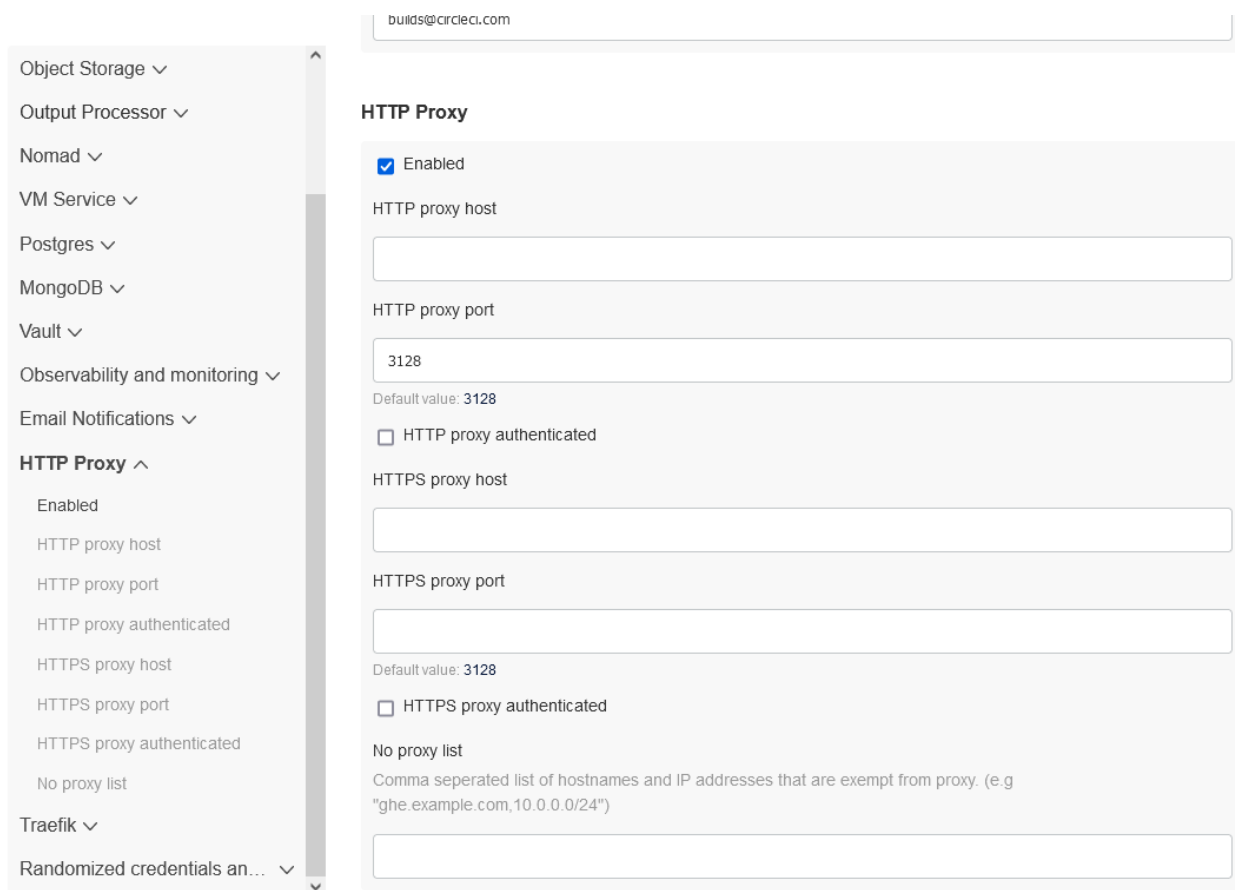 builds@circleci.com
Object Storage
Output Processor
Nomad
VM Service
Postgres
MongoDB
Vault
Observability and monitoring
Email Notifications
HTTP Proxy
Enabled
HTTP proxy host
HTTP proxy port
HTTP proxy authenticated
HTTPS proxy host
HTTPS proxy port
HTTPS proxy authenticated
No proxy list
Traefik
Randomized credentials an...
HTTP Proxy
Enabled
HTTP proxy host
HTTP proxy port
3128
Default value: 3128
HTTP proxy authenticated
HTTPS proxy host
HTTPS proxy port
Default value: 3128
HTTPS proxy authenticated
No proxy list
Comma seperated list of hostnames and IP addresses that are exempt from proxy. (e.g
"ghe.example.com,10.0.0.0/24")